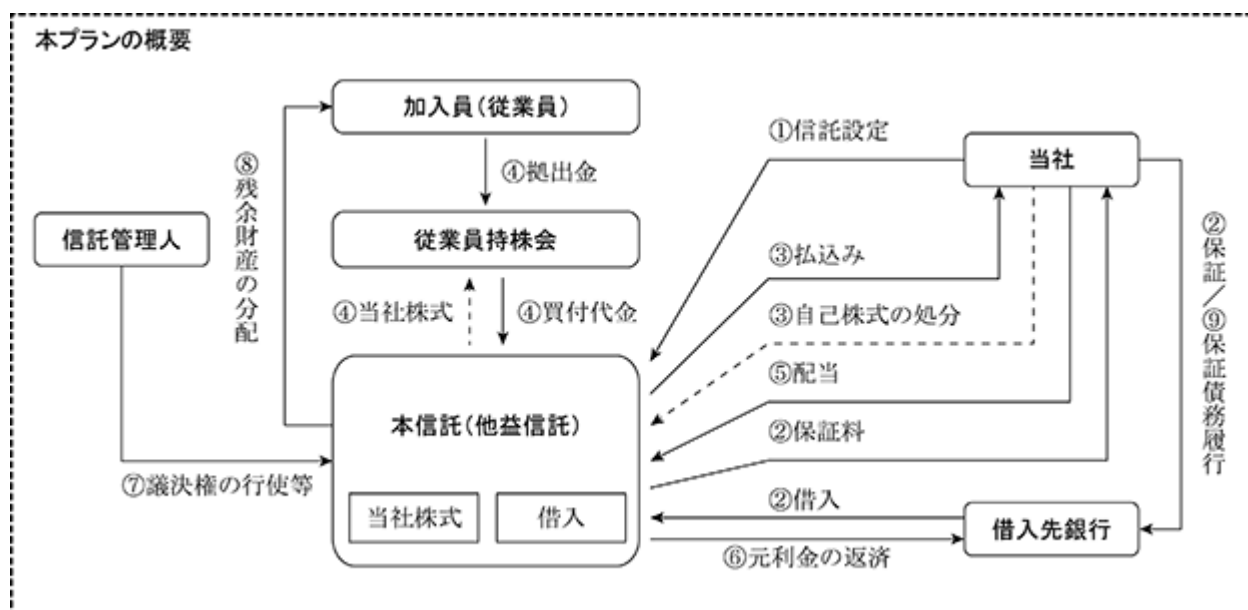 本プランの概要
加入員(従業員)
①信託設定
当社
④拠出金
⑧残余財産の分配
信託管理人
従業員持株会
③払込み
②保証/⑨保証債務履行
④当社株式
④買付代金
③自己株式の処分
⑤配当
本信託(他益信託)
②保証料
⑦議決権の行使等
当社株式
借入
②借入
借入先銀行
⑥元利金の返済